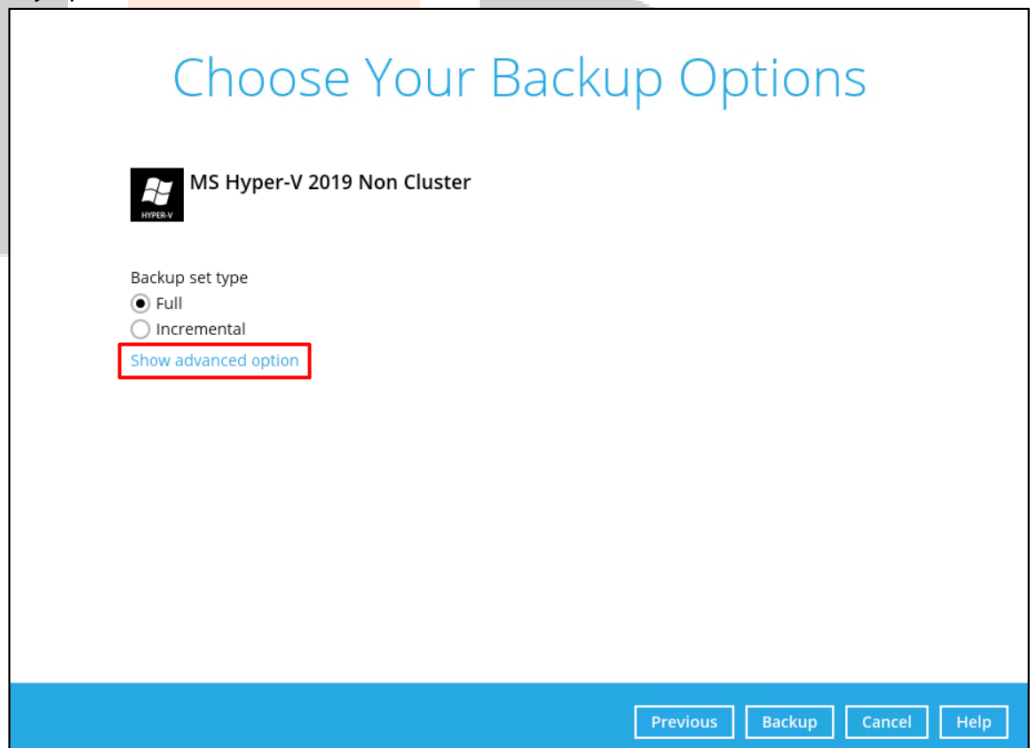 Choose Your Backup Options
MS Hyper-V 2019 Non Cluster
HYPER-V
Backup set type
Full
Incremental
Show advanced option
Previous Backup Cancel Help